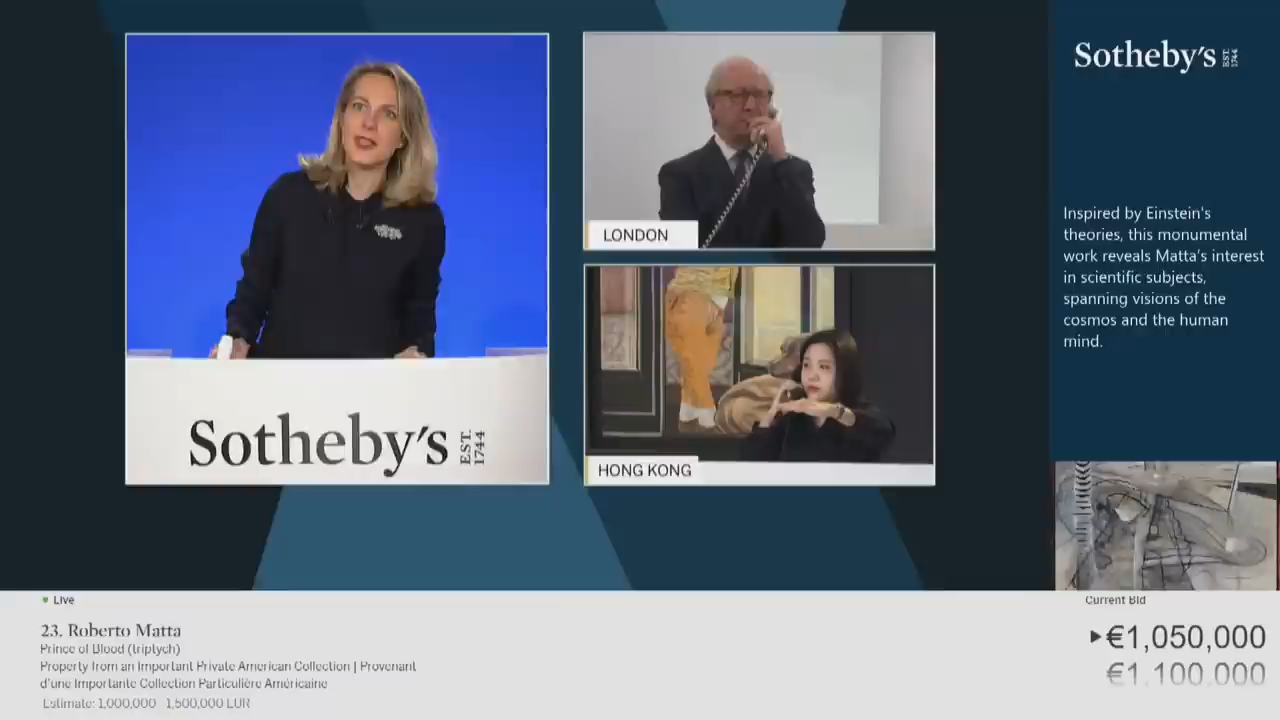 Sotheby's EST. 1744
Inspired by Einstein's
theories, this monumental
work reveals Matta's interest
in scientific subjects,
spanning visions of the
cosmos and the human
mind.
LONDON
Sotheby's EST. 1744
HONG KONG
Live
Current Bid
23. Roberto Matta
€1,050,000
Prince of Blood (triptych)
Property from an Important Private American Collection | Provenant
€1,100,000
d'une Importante Collection Particulière Américaine
Estimate: 1,000,000 - 1,500,000 EUR